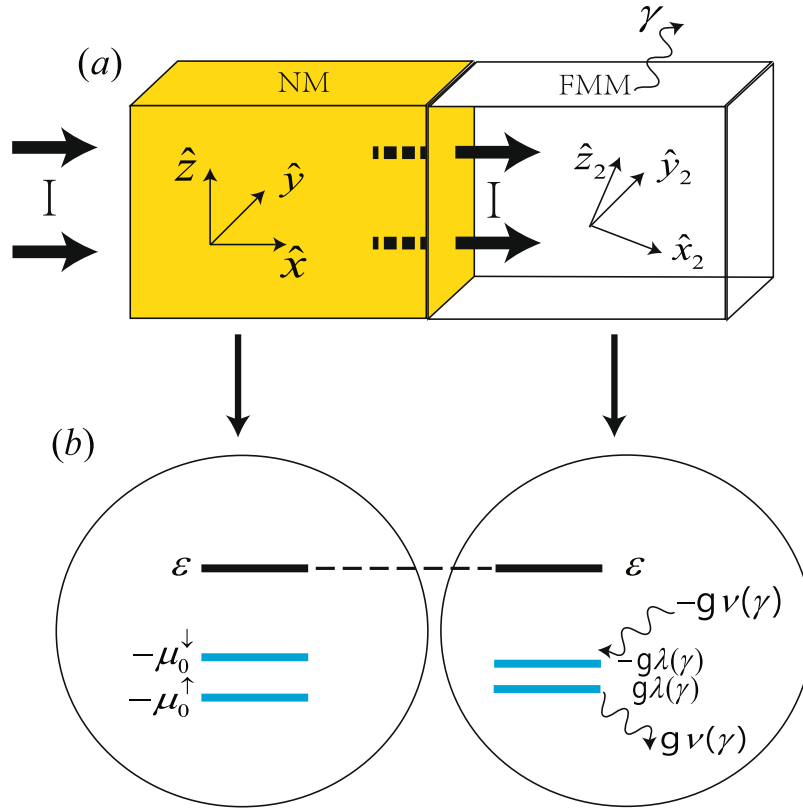 γ
(a)
NM
FMM
ẑ
ŷ
x̂
I
I
ẑ₂
ŷ₂
x̂₂
(b)
ε
ε
−gν(γ)
−μ₀↓
−gλ(γ)
−μ₀↑
gλ(γ)
gν(γ)